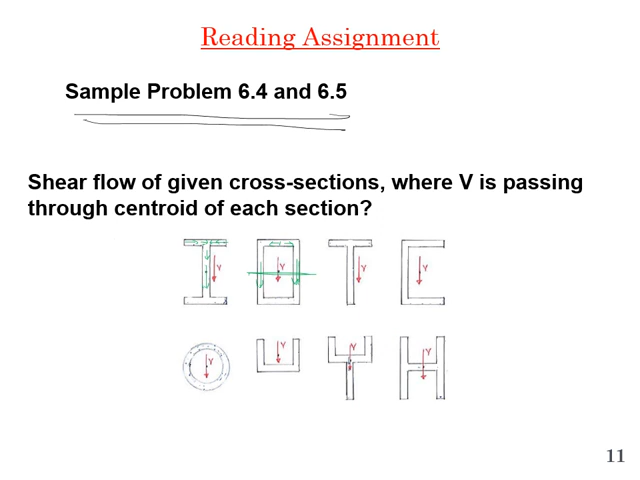 Reading Assignment
Sample Problem 6.4 and 6.5
Shear flow of given cross-sections, where V is passing
through centroid of each section?
V V V V
V V V V
11